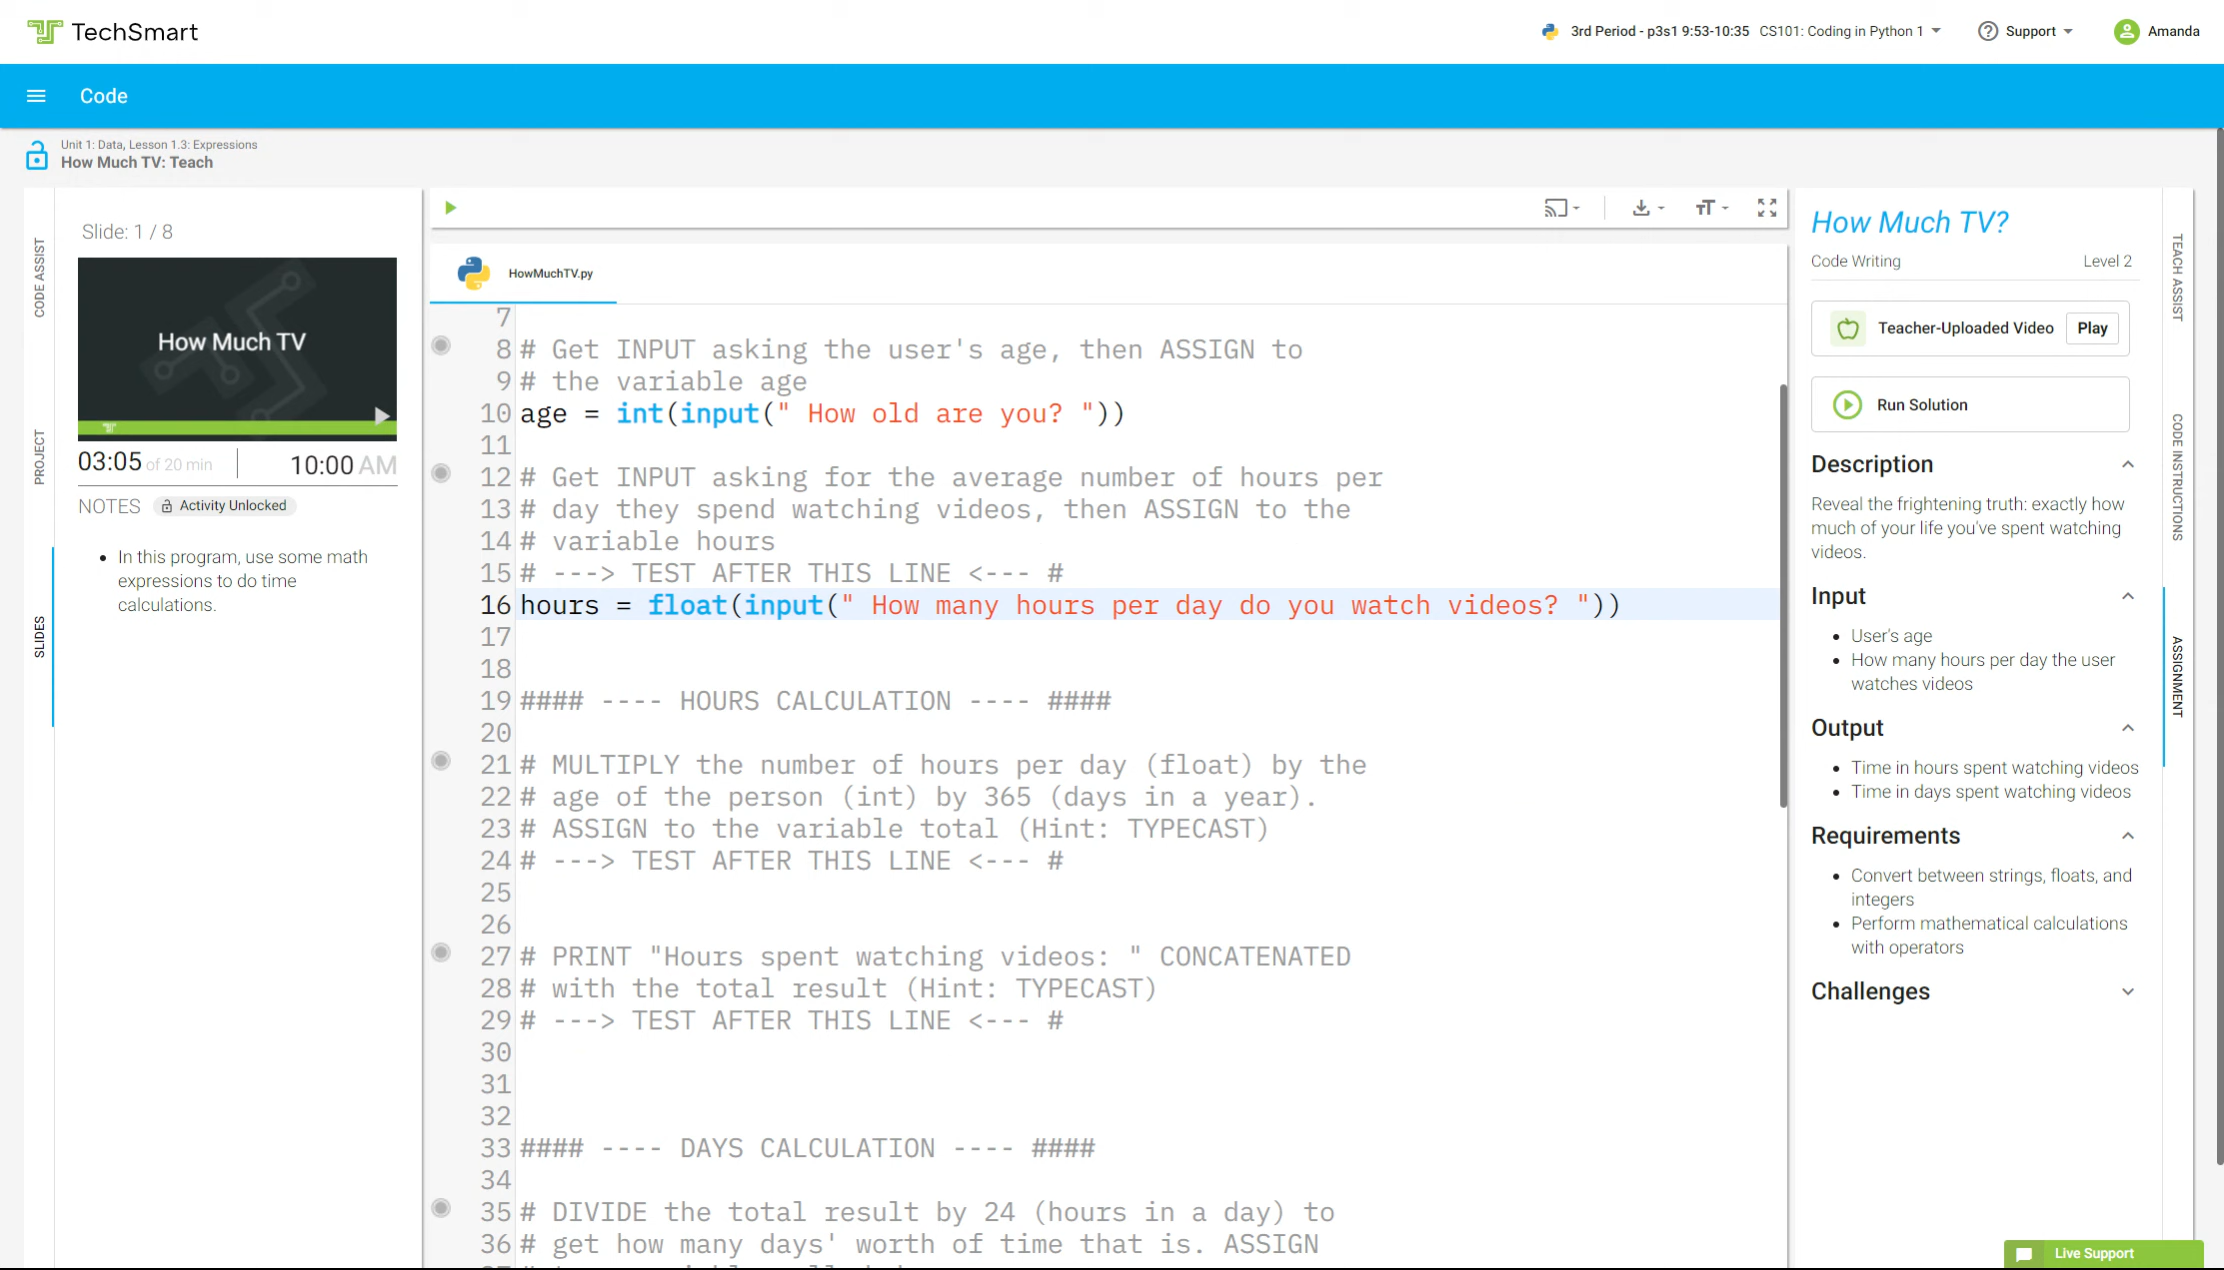 TechSmart
3rd Period - p3s1 9:53-10:35 CS101: Coding in Python 1
Support
Amanda
Code
Unit 1: Data, Lesson 1.3: Expressions
How Much TV: Teach
CODE ASSIST
PROJECT
SLIDES
Slide: 1 / 8
How Much TV
03:05 of 20 min
10:00 AM
NOTES
Activity Unlocked
• In this program, use some math
expressions to do time
calculations.
HowMuchTV.py
7
8 # Get INPUT asking the user's age, then ASSIGN to
9 # the variable age
10 age = int(input(" How old are you? "))
11
12 # Get INPUT asking for the average number of hours per
13 # day they spend watching videos, then ASSIGN to the
14 # variable hours
15 # ---> TEST AFTER THIS LINE <--- #
16 hours = float(input(" How many hours per day do you watch videos? "))
17
18
19 #### ---- HOURS CALCULATION ---- ####
20
21 # MULTIPLY the number of hours per day (float) by the
22 # age of the person (int) by 365 (days in a year).
23 # ASSIGN to the variable total (Hint: TYPECAST)
24 # ---> TEST AFTER THIS LINE <--- #
25
26
27 # PRINT "Hours spent watching videos: " CONCATENATED
28 # with the total result (Hint: TYPECAST)
29 # ---> TEST AFTER THIS LINE <--- #
30
31
32
33 #### ---- DAYS CALCULATION ---- ####
34
35 # DIVIDE the total result by 24 (hours in a day) to
36 # get how many days' worth of time that is. ASSIGN
How Much TV?
Code Writing
Level 2
Teacher-Uploaded Video
Play
Run Solution
Description
Reveal the frightening truth: exactly how
much of your life you've spent watching
videos.
Input
• User's age
• How many hours per day the user
watches videos
Output
• Time in hours spent watching videos
• Time in days spent watching videos
Requirements
• Convert between strings, floats, and
integers
• Perform mathematical calculations
with operators
Challenges
TEACH ASSIST
CODE INSTRUCTIONS
ASSIGNMENT
Live Support